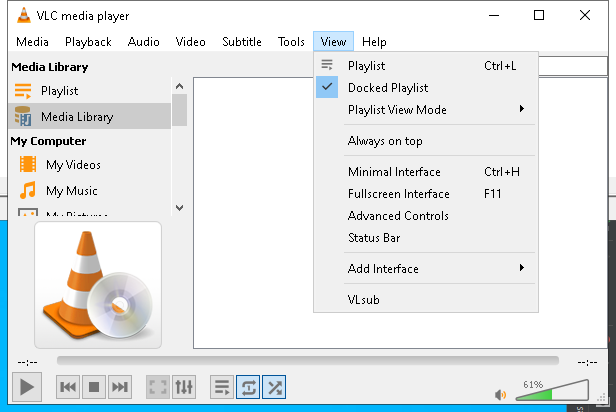 VLC media player
Media Playback Audio Video Subtitle Tools View Help
Media Library
Playlist
Media Library
My Computer
My Videos
My Music
My Pictures
Playlist Ctrl+L
Docked Playlist
Playlist View Mode
Always on top
Minimal Interface Ctrl+H
Fullscreen Interface F11
Advanced Controls
Status Bar
Add Interface
VLsub
--:-- --:--
61%